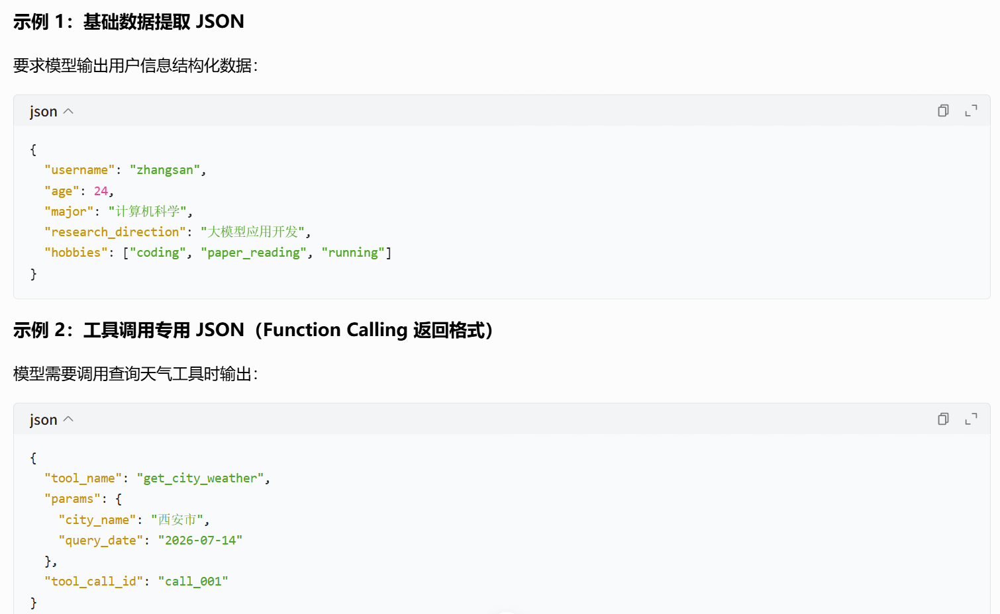 示例 1：基础数据提取 JSON
要求模型输出用户信息结构化数据：
json
{
  "username": "zhangsan",
  "age": 24,
  "major": "计算机科学",
  "research_direction": "大模型应用开发",
  "hobbies": ["coding", "paper_reading", "running"]
}
示例 2：工具调用专用 JSON（Function Calling 返回格式）
模型需要调用查询天气工具时输出：
json
{
  "tool_name": "get_city_weather",
  "params": {
    "city_name": "西安市",
    "query_date": "2026-07-14"
  },
  "tool_call_id": "call_001"
}